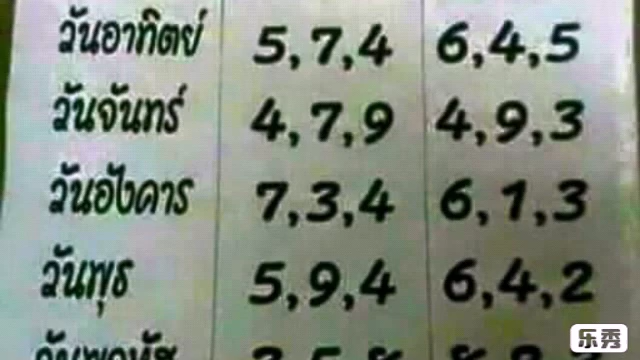 วันอาทิตย์ 5,7,4 6,4,5
วันจันทร์ 4,7,9 4,9,3
วันอังคาร 7,3,4 6,1,3
วันพุธ 5,9,4 6,4,2
乐秀